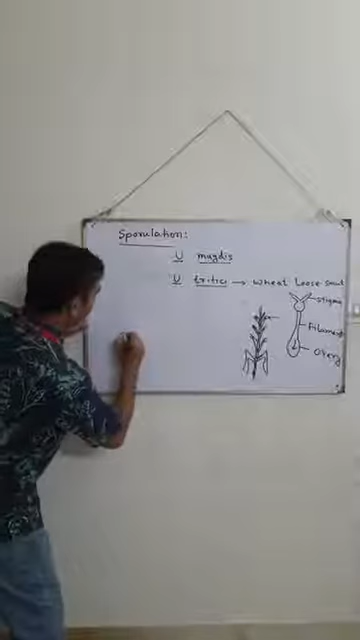 Sporulation:
U maydis
U tritici → wheat Loose smut
stigma
Filament
Ovary